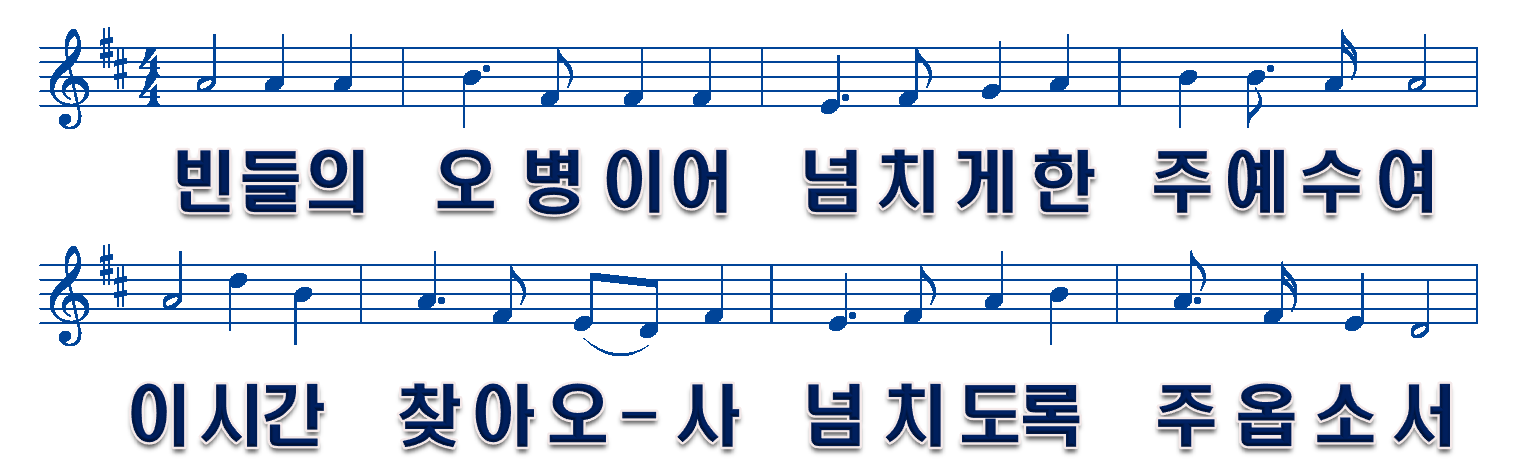 빈들의 오 병 이어 넘 치 게 한 주 예 수 여
이시간 찾 아 오 - 사 넘 치 도록 주 옵 소 서